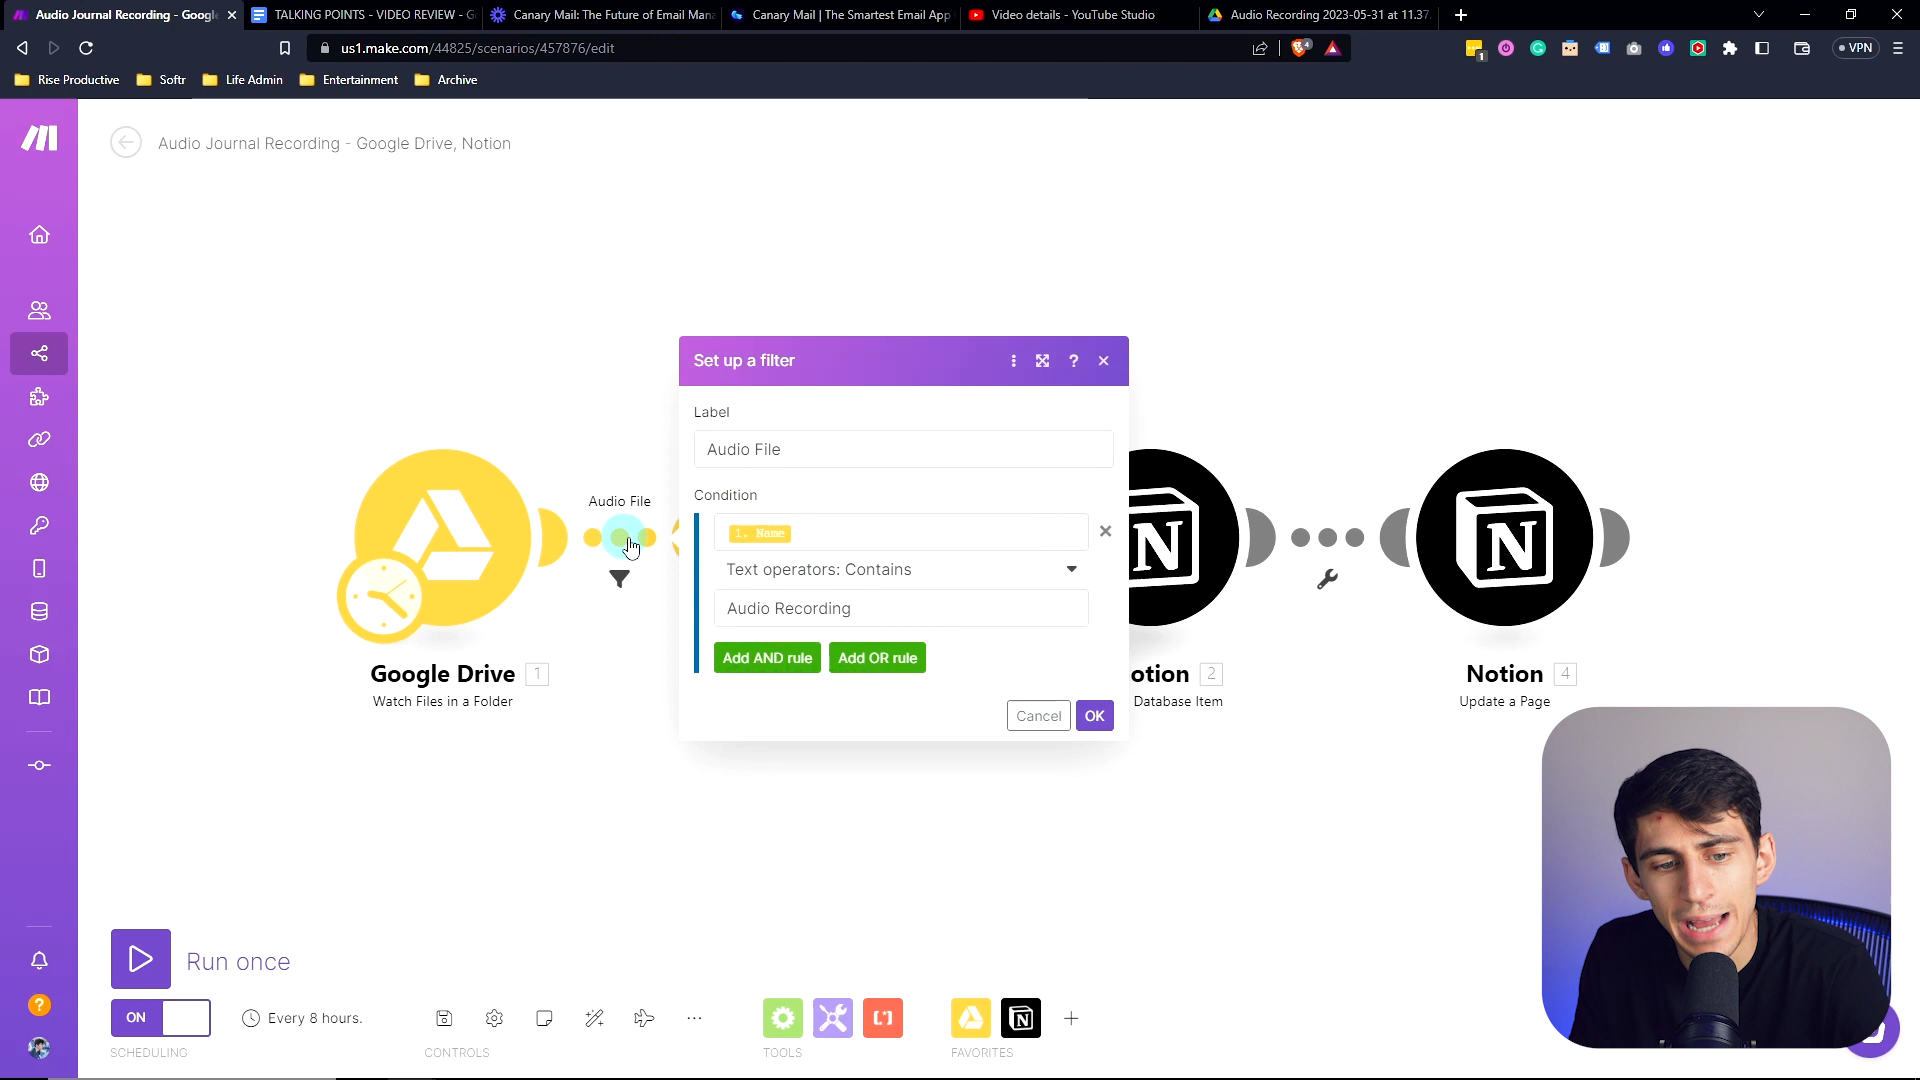 Audio Journal Recording - Google
TALKING POINTS - VIDEO REVIEW - G
Canary Mail: The Future of Email Mana
Canary Mail | The Smartest Email App
Video details - YouTube Studio
Audio Recording 2023-05-31 at 11.37.
us1.make.com/44825/scenarios/457876/edit
4
1
VPN
Rise Productive
Softr
Life Admin
Entertainment
Archive
Audio Journal Recording - Google Drive, Notion
Set up a filter
?
Label
Audio File
Condition
1. Name
Text operators: Contains
Audio Recording
Add AND rule
Add OR rule
Cancel
OK
Audio File
Google Drive 1
Watch Files in a Folder
otion 2
Database Item
Notion 4
Update a Page
Run once
ON
Every 8 hours.
SCHEDULING
CONTROLS
TOOLS
FAVORITES
?